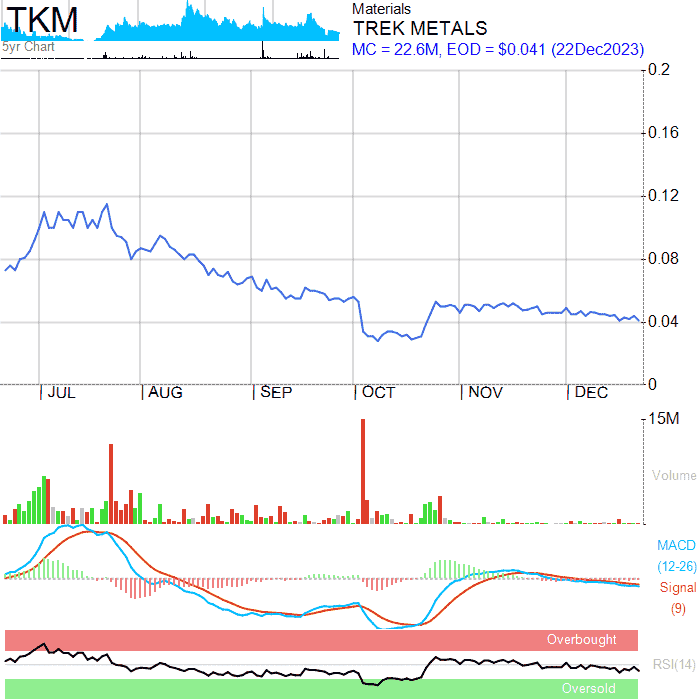 TKM
5yr Chart
Materials
TREK METALS
MC = 22.6M, EOD = $0.041 (22Dec2023)
0.2
0.16
0.12
0.08
0.04
0
JUL AUG SEP OCT NOV DEC
15M
Volume
MACD
(12-26)
Signal
(9)
Overbought
RSI(14)
Oversold